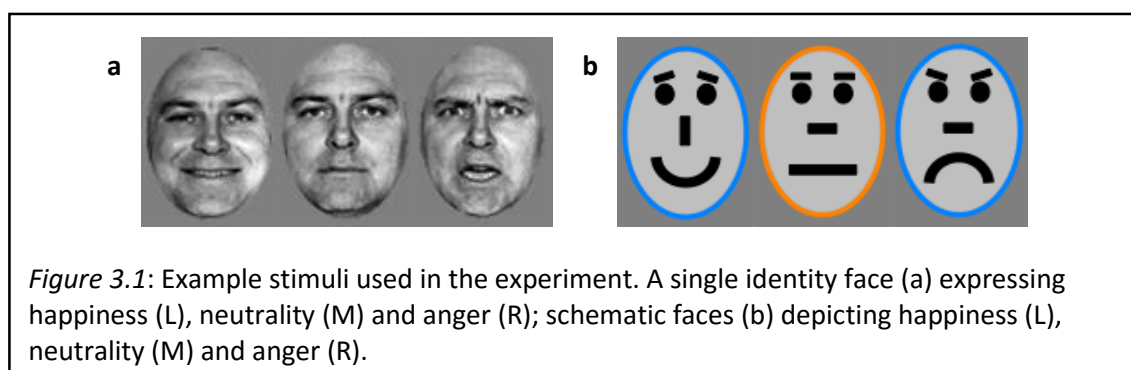 a
b
Figure 3.1: Example stimuli used in the experiment. A single identity face (a) expressing
happiness (L), neutrality (M) and anger (R); schematic faces (b) depicting happiness (L),
neutrality (M) and anger (R).